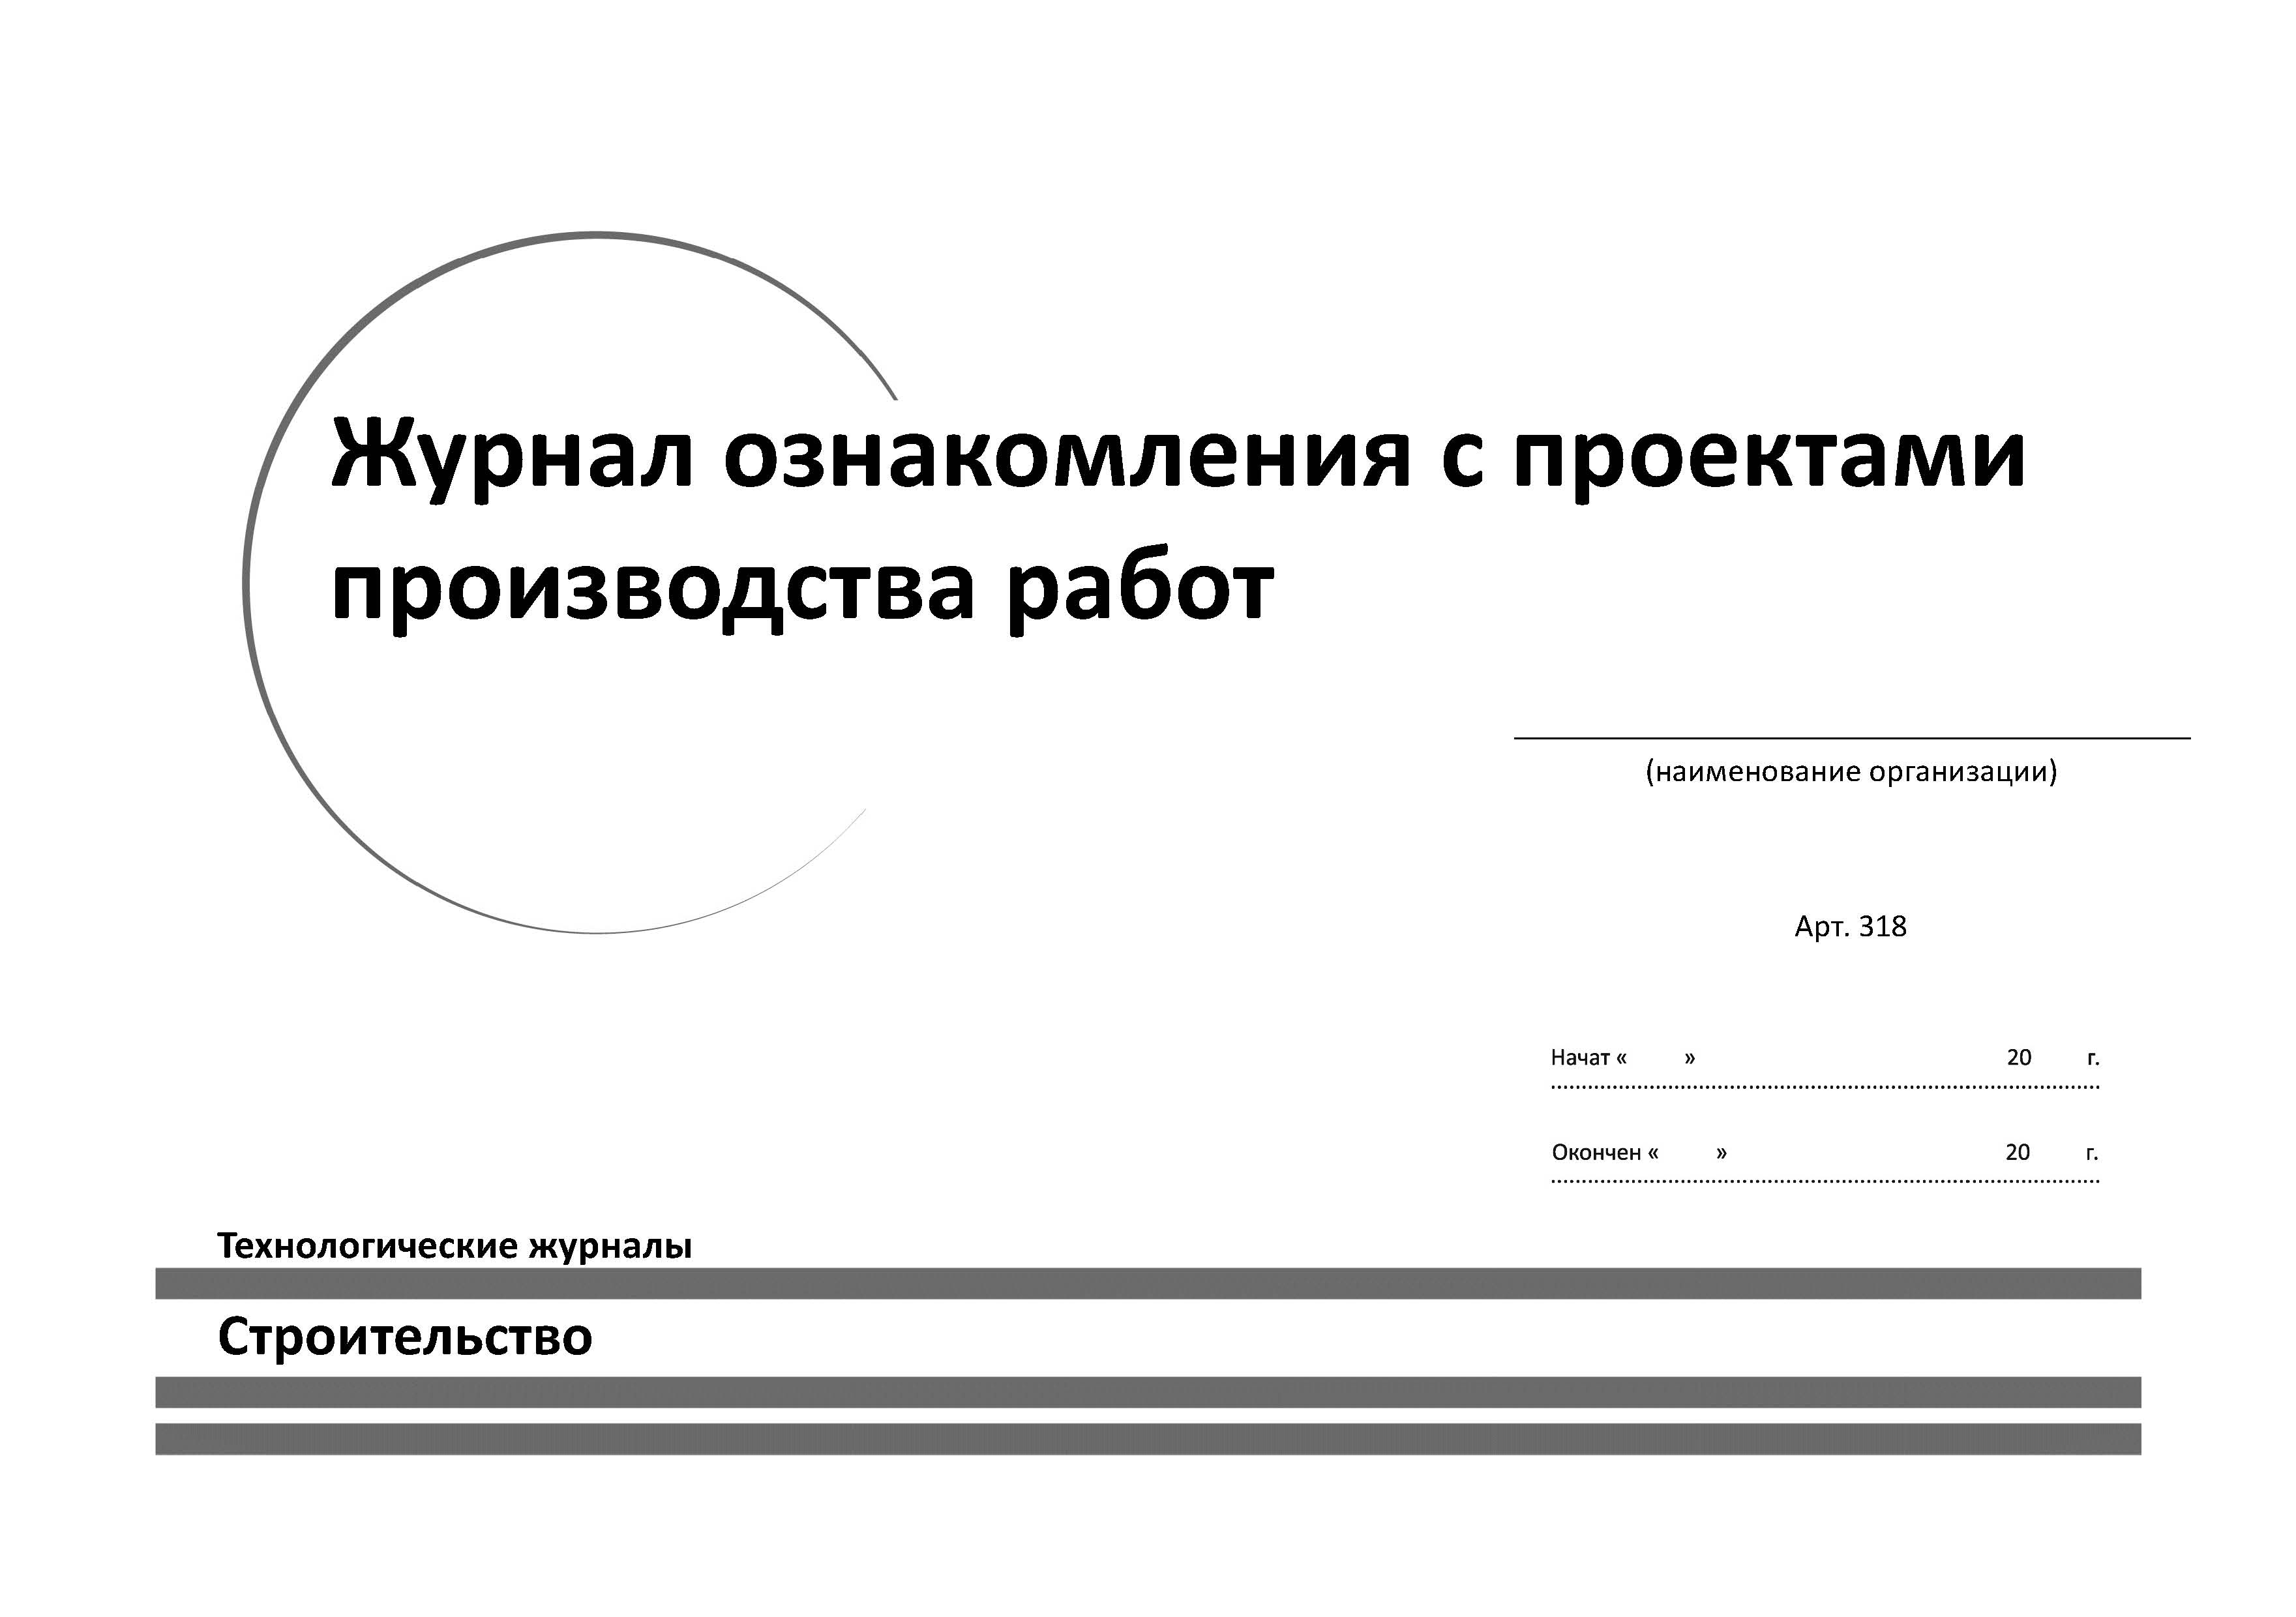 Журнал ознакомления с проектами
производства работ
(наименование организации)
Арт. 318
Начат « » 20 г.
Окончен « » 20 г.
Технологические журналы
Строительство